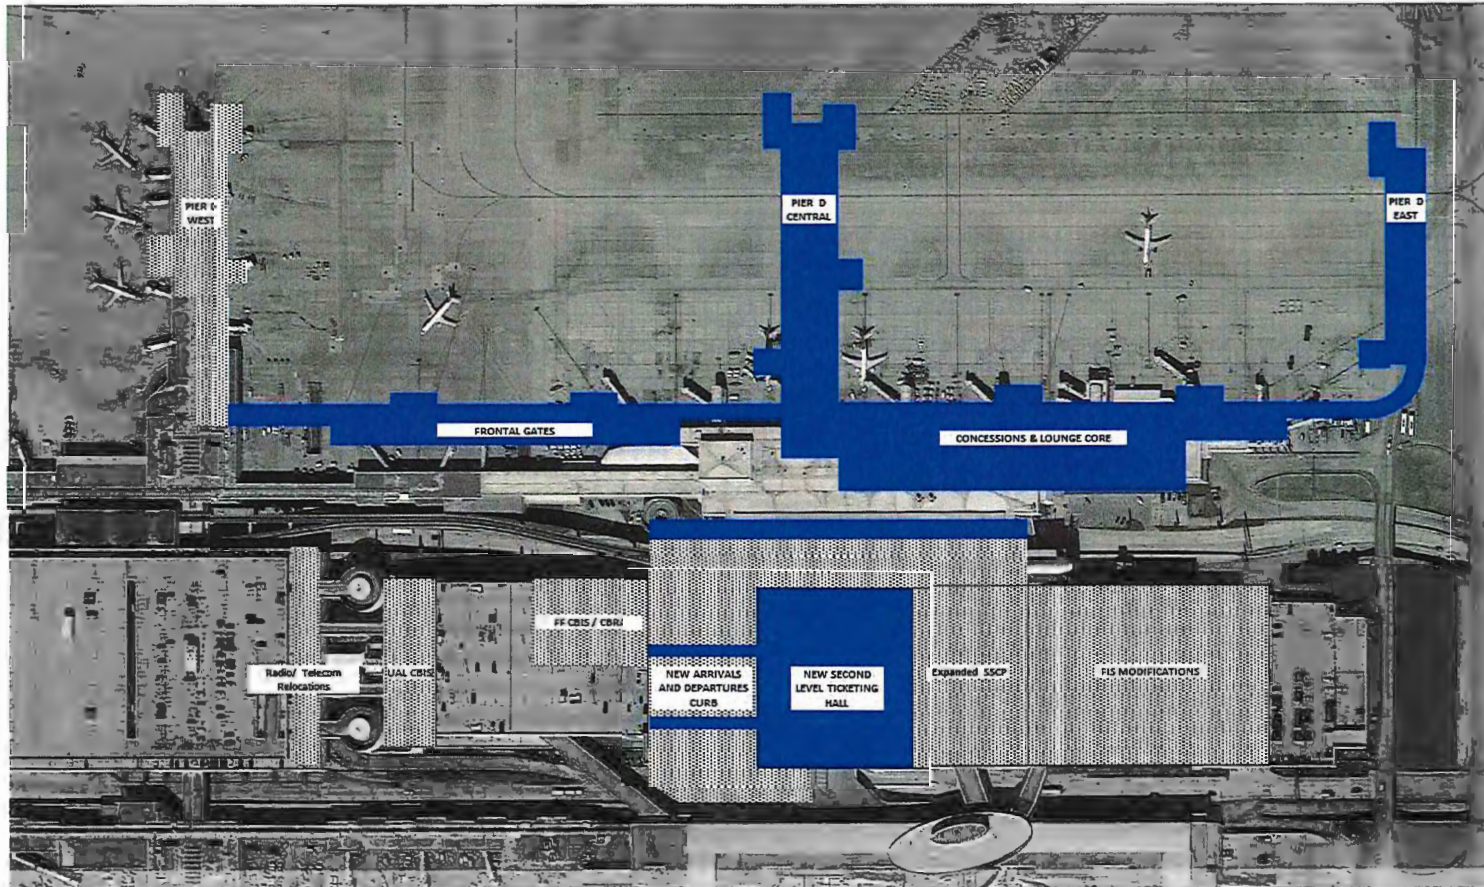 PIER D
WEST
PIER D
CENTRAL
PIER D
EAST
FRONTAL GATES
CONCESSIONS & LOUNGE CORE
FF CBIS / CBRA
Radio/ Telecom
Relocations
UAL CBIS
NEW ARRIVALS
AND DEPARTURES
CURB
NEW SECOND
LEVEL TICKETING
HALL
Expanded SSCP
FIS MODIFICATIONS